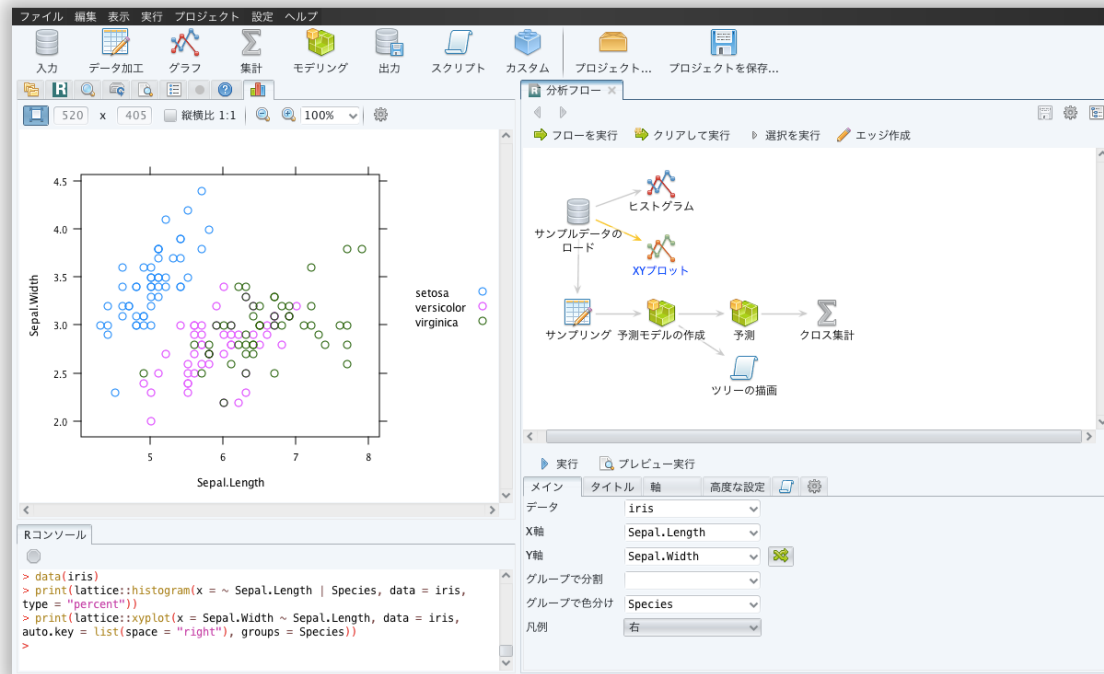 ファイル 編集 表示 実行 プロジェクト 設定 ヘルプ
入力 データ加工 グラフ 集計 モデリング 出力 スクリプト カスタム プロジェクト... プロジェクトを保存...
520 x 405 縦横比 1:1 100%
4.5
4.0
3.5
3.0
2.5
2.0
Sepal.Width
5 6 7 8
Sepal.Length
setosa
versicolor
virginica
Rコンソール
> data(iris)
> print(lattice::histogram(x = ~ Sepal.Length | Species, data = iris,
type = "percent"))
> print(lattice::xyplot(x = Sepal.Width ~ Sepal.Length, data = iris,
auto.key = list(space = "right"), groups = Species))
>
分析フロー
フローを実行 クリアして実行 選択を実行 エッジ作成
ヒストグラム
サンプルデータの
ロード
XYプロット
サンプリング 予測モデルの作成 予測 クロス集計
ツリーの描画
実行 プレビュー実行
メイン タイトル 軸 高度な設定
データ iris
X軸 Sepal.Length
Y軸 Sepal.Width
グループで分割
グループで色分け Species
凡例 右